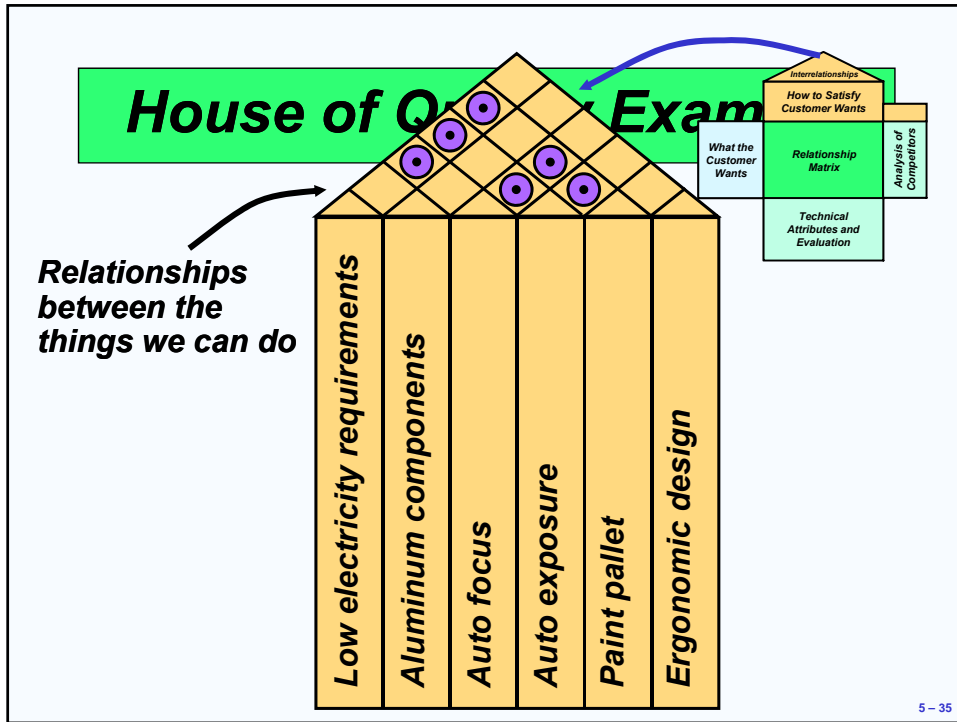 House of Q y Exam
Interrelationships
How to Satisfy
Customer Wants
What the
Customer
Wants
Relationship
Matrix
Analysis of
Competitors
Technical
Attributes and
Evaluation
Relationships
between the
things we can do
Low electricity requirements
Aluminum components
Auto focus
Auto exposure
Paint pallet
Ergonomic design
5 – 35